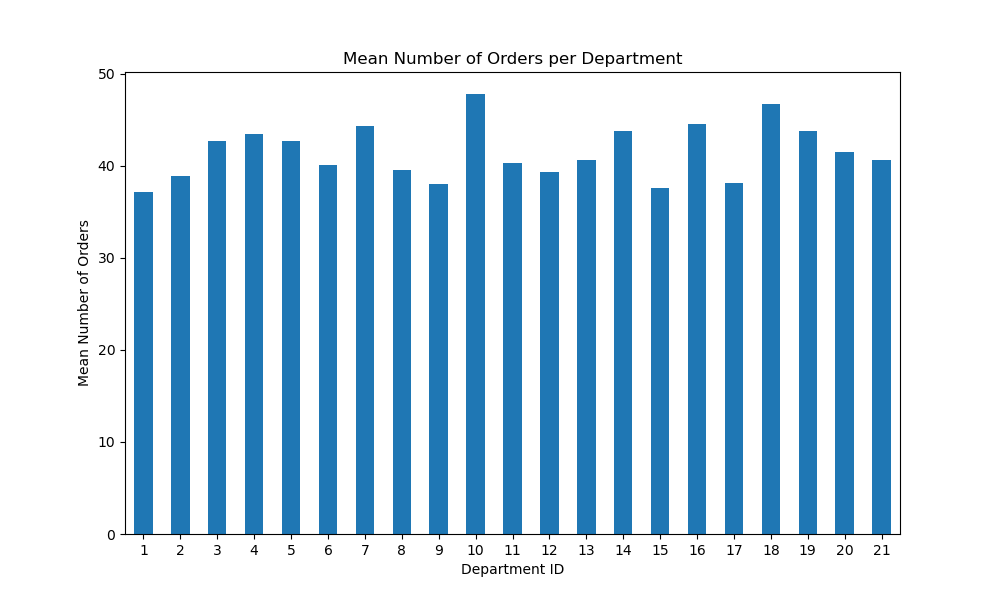 Mean Number of Orders per Department
50
40
30
20
10
0
Mean Number of Orders
1 2 3 4 5 6 7 8 9 10 11 12 13 14 15 16 17 18 19 20 21
Department ID